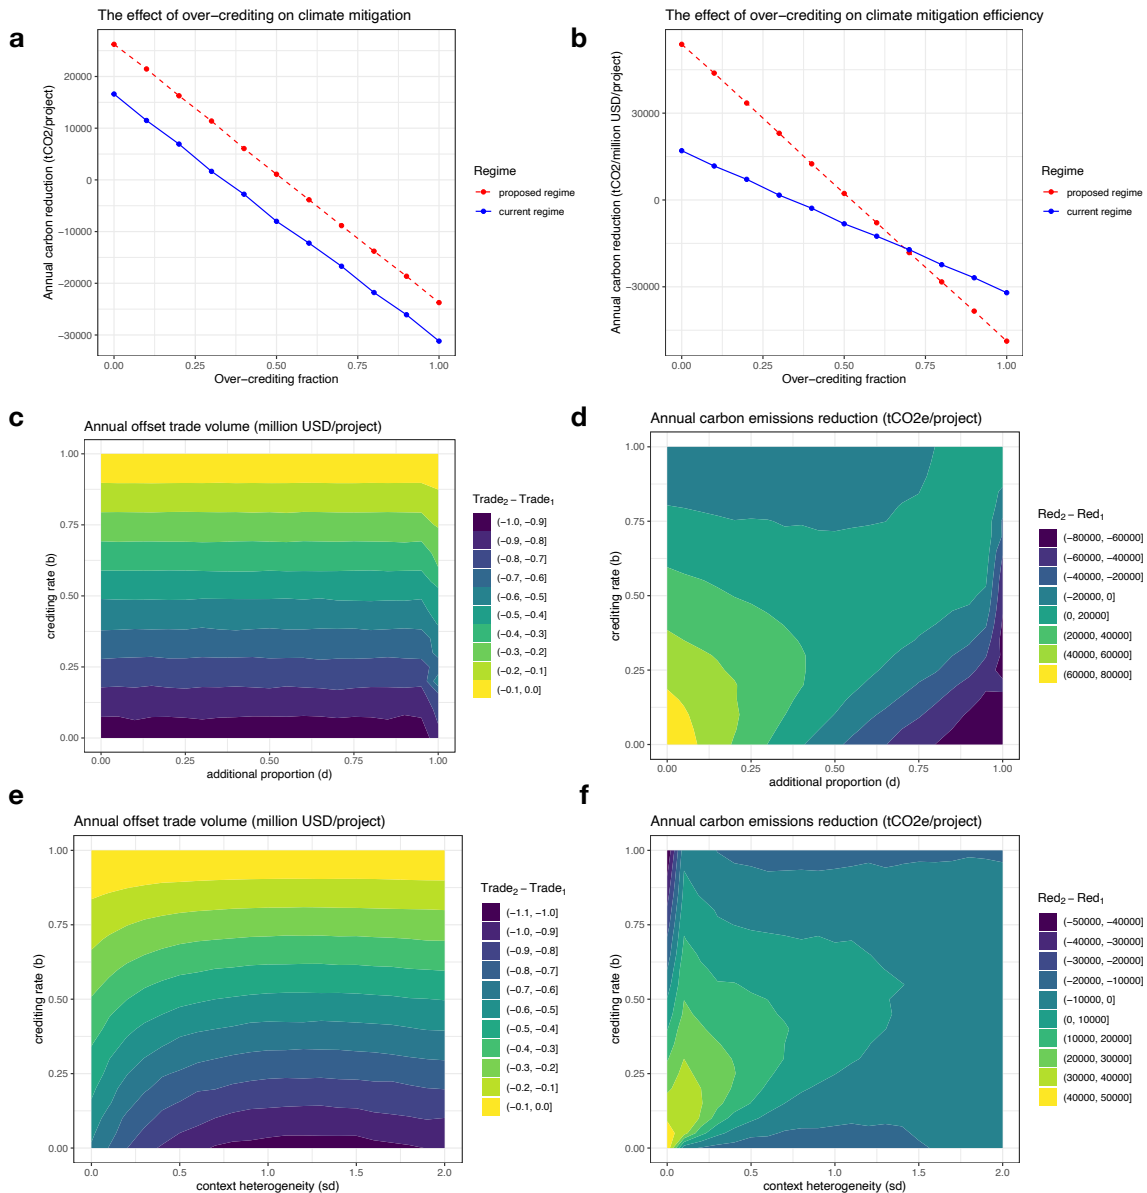 a
The effect of over−crediting on climate mitigation
Annual carbon reduction (tCO2/project)
20000
10000
0
−10000
−20000
−30000
0.00 0.25 0.50 0.75 1.00
Over−crediting fraction
Regime
proposed regime
current regime
b
The effect of over−crediting on climate mitigation efficiency
Annual carbon reduction (tCO2/million USD/project)
30000
0
−30000
0.00 0.25 0.50 0.75 1.00
Over−crediting fraction
Regime
proposed regime
current regime
c
Annual offset trade volume (million USD/project)
crediting rate (b)
1.00
0.75
0.50
0.25
0.00
0.00 0.25 0.50 0.75 1.00
additional proportion (d)
Trade2 − Trade1
(−1.0, −0.9]
(−0.9, −0.8]
(−0.8, −0.7]
(−0.7, −0.6]
(−0.6, −0.5]
(−0.5, −0.4]
(−0.4, −0.3]
(−0.3, −0.2]
(−0.2, −0.1]
(−0.1, 0.0]
d
Annual carbon emissions reduction (tCO2e/project)
crediting rate (b)
1.00
0.75
0.50
0.25
0.00
0.00 0.25 0.50 0.75 1.00
additional proportion (d)
Red2 − Red1
(−80000, −60000]
(−60000, −40000]
(−40000, −20000]
(−20000, 0]
(0, 20000]
(20000, 40000]
(40000, 60000]
(60000, 80000]
e
Annual offset trade volume (million USD/project)
crediting rate (b)
1.00
0.75
0.50
0.25
0.00
0.0 0.5 1.0 1.5 2.0
context heterogeneity (sd)
Trade2 − Trade1
(−1.1, −1.0]
(−1.0, −0.9]
(−0.9, −0.8]
(−0.8, −0.7]
(−0.7, −0.6]
(−0.6, −0.5]
(−0.5, −0.4]
(−0.4, −0.3]
(−0.3, −0.2]
(−0.2, −0.1]
(−0.1, 0.0]
f
Annual carbon emissions reduction (tCO2e/project)
crediting rate (b)
1.00
0.75
0.50
0.25
0.00
0.0 0.5 1.0 1.5 2.0
context heterogeneity (sd)
Red2 − Red1
(−50000, −40000]
(−40000, −30000]
(−30000, −20000]
(−20000, −10000]
(−10000, 0]
(0, 10000]
(10000, 20000]
(20000, 30000]
(30000, 40000]
(40000, 50000]